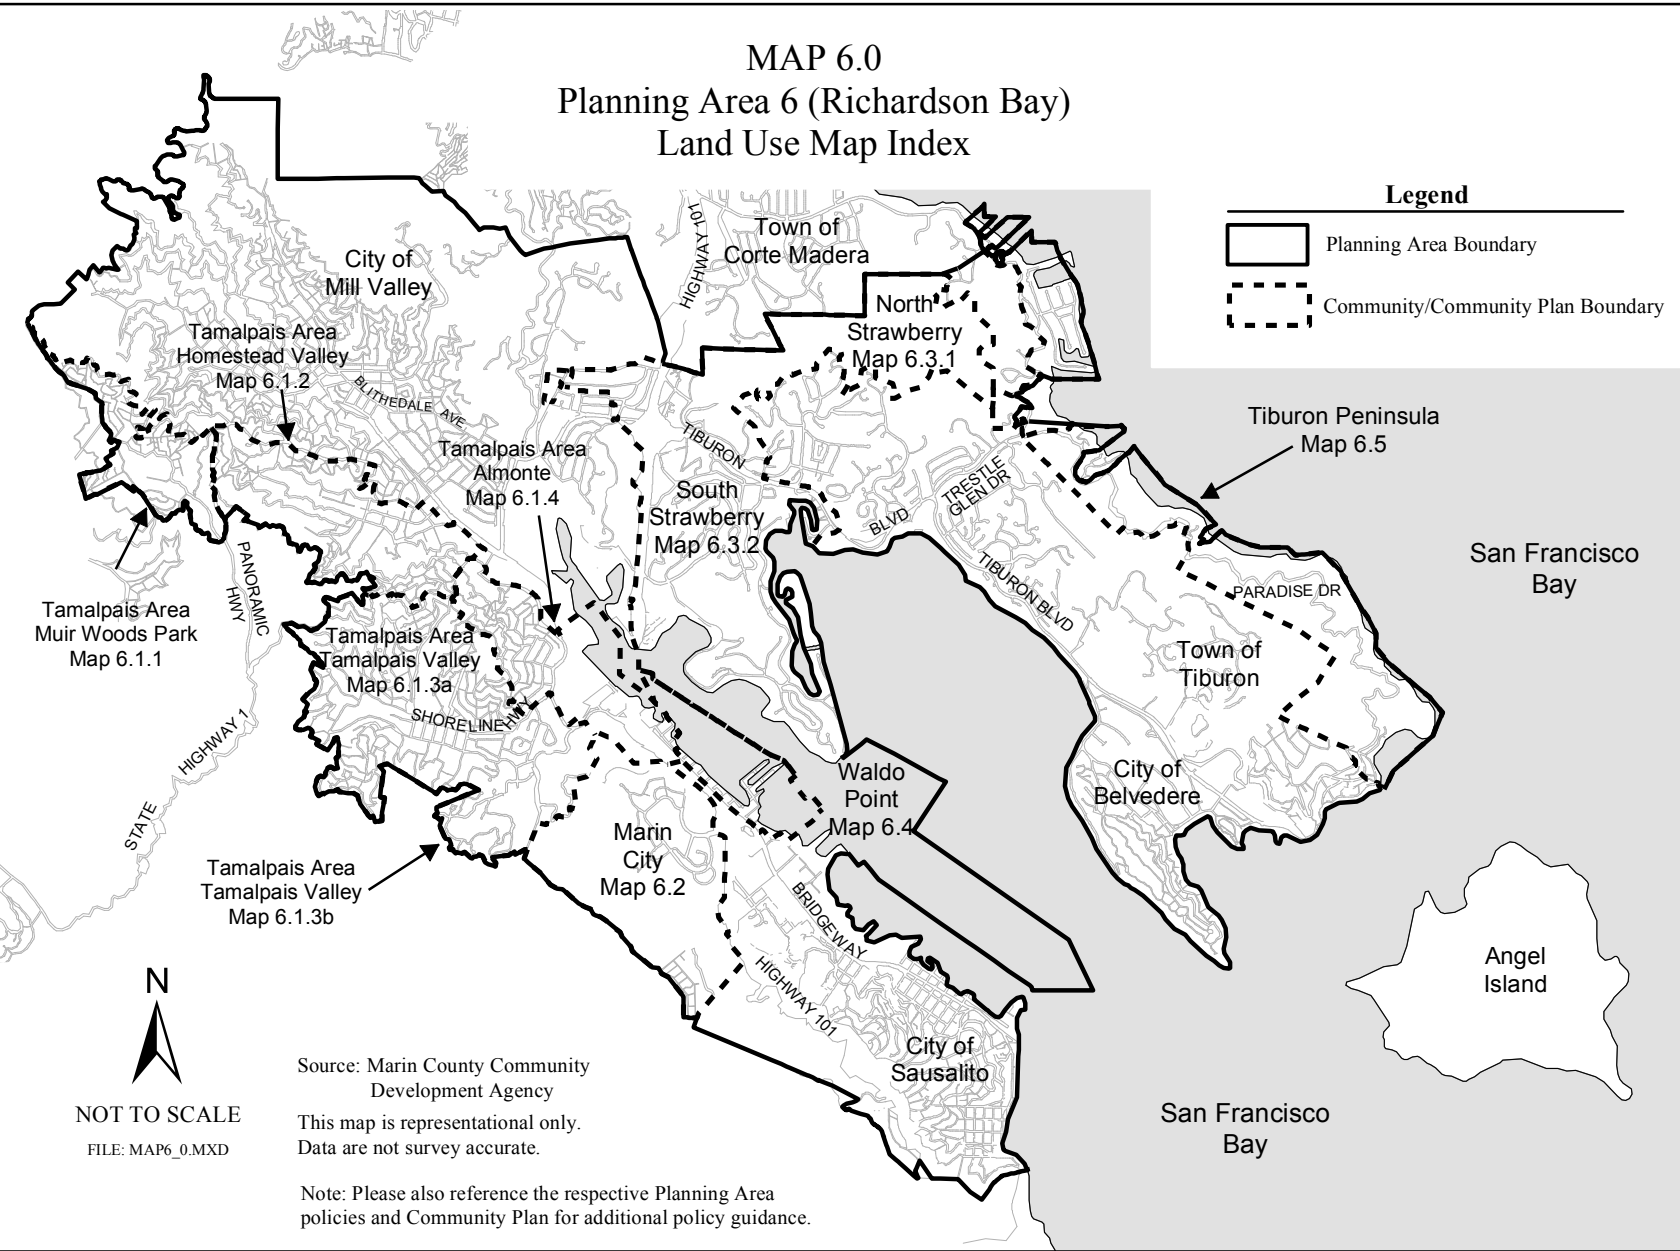 MAP 6.0
Planning Area 6 (Richardson Bay)
Land Use Map Index
Legend
Planning Area Boundary
Community/Community Plan Boundary
City of
Mill Valley
HIGHWAY 101
Town of
Corte Madera
North
Strawberry
Map 6.3.1
Tamalpais Area
Homestead Valley
Map 6.1.2
BLITHEDALE AVE
Tamalpais Area
Almonte
Map 6.1.4
TIBURON
BLVD
South
Strawberry
Map 6.3.2
TRESTLE
GLEN DR
TIBURON BLVD
Tiburon Peninsula
Map 6.5
San Francisco
Bay
PARADISE DR
Town of
Tiburon
Tamalpais Area
Muir Woods Park
Map 6.1.1
PANORAMIC
HWY
Tamalpais Area
Tamalpais Valley
Map 6.1.3a
SHORELINE HWY
STATE
HIGHWAY 1
Waldo
Point
Map 6.4
City of
Belvedere
Marin
City
Map 6.2
Tamalpais Area
Tamalpais Valley
Map 6.1.3b
BRIDGEWAY
HIGHWAY 101
Angel
Island
City of
Sausalito
San Francisco
Bay
N
NOT TO SCALE
FILE: MAP6_0.MXD
Source: Marin County Community
Development Agency
This map is representational only.
Data are not survey accurate.
Note: Please also reference the respective Planning Area
policies and Community Plan for additional policy guidance.